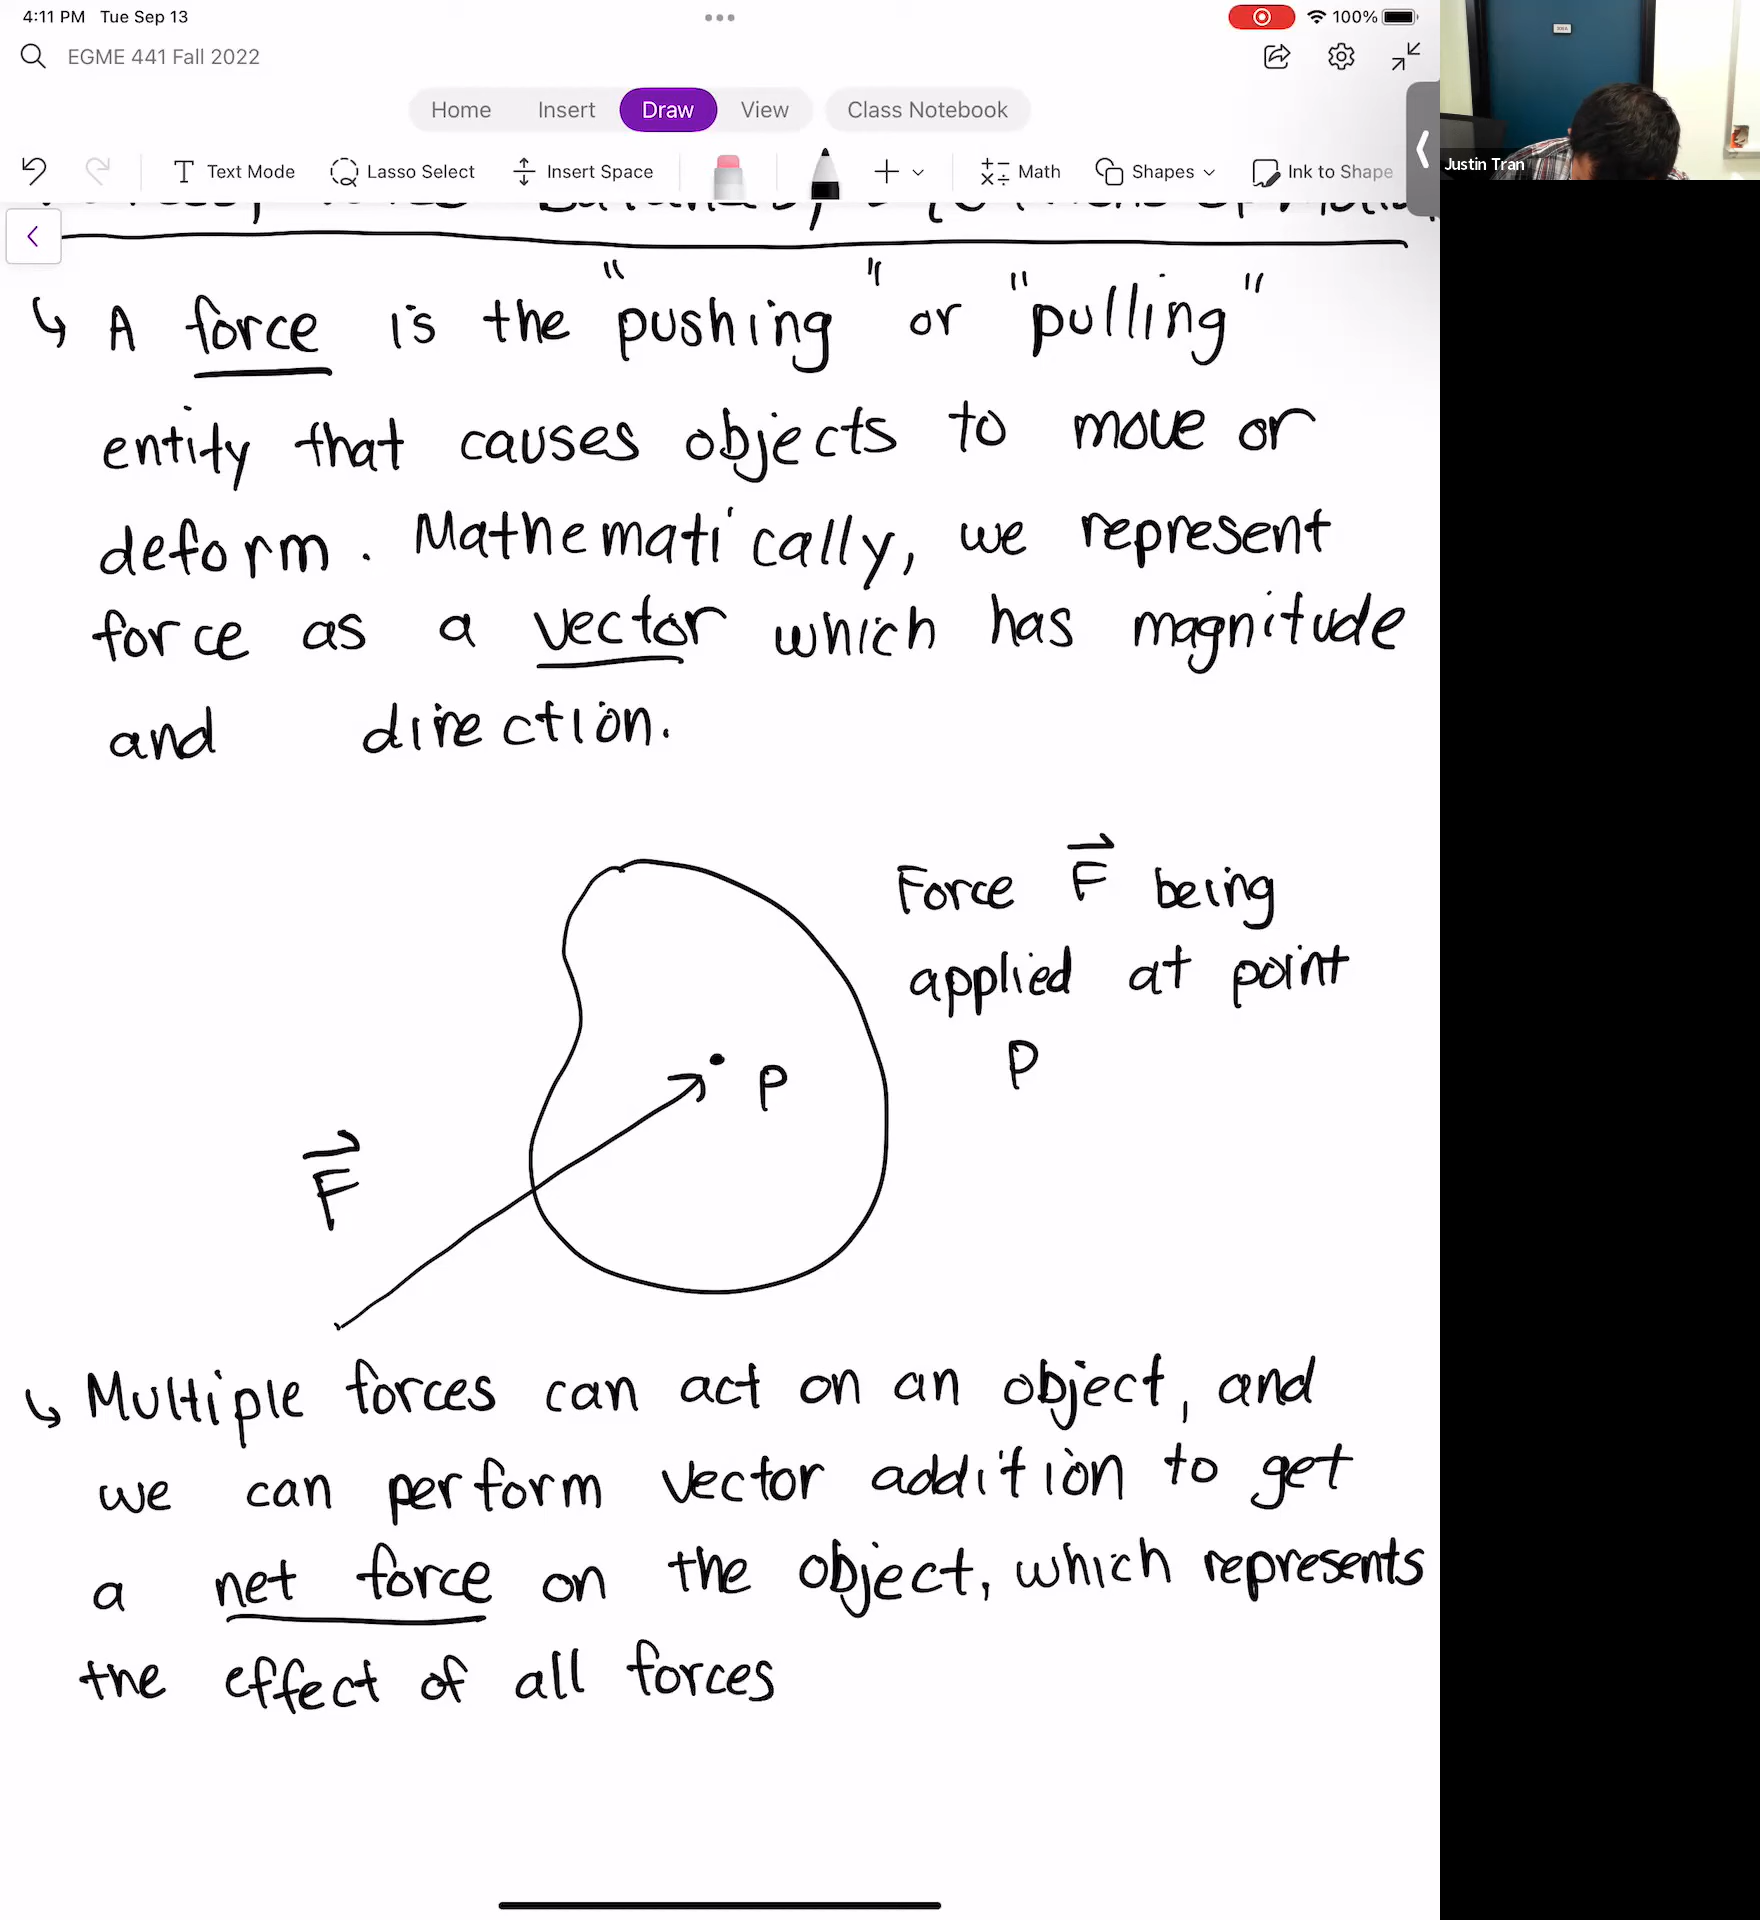 4:11 PM Tue Sep 13
100%
EGME 441 Fall 2022
Home Insert Draw View Class Notebook
Text Mode Lasso Select Insert Space Math Shapes Ink to Shape
Justin Tran
A force is the "pushing" or "pulling"
entity that causes objects to move or
deform. Mathematically, we represent
force as a vector which has magnitude
and direction.
Force F being
applied at point
P
P
F
Multiple forces can act on an object, and
we can perform vector addition to get
a net force on the object, which represents
the effect of all forces